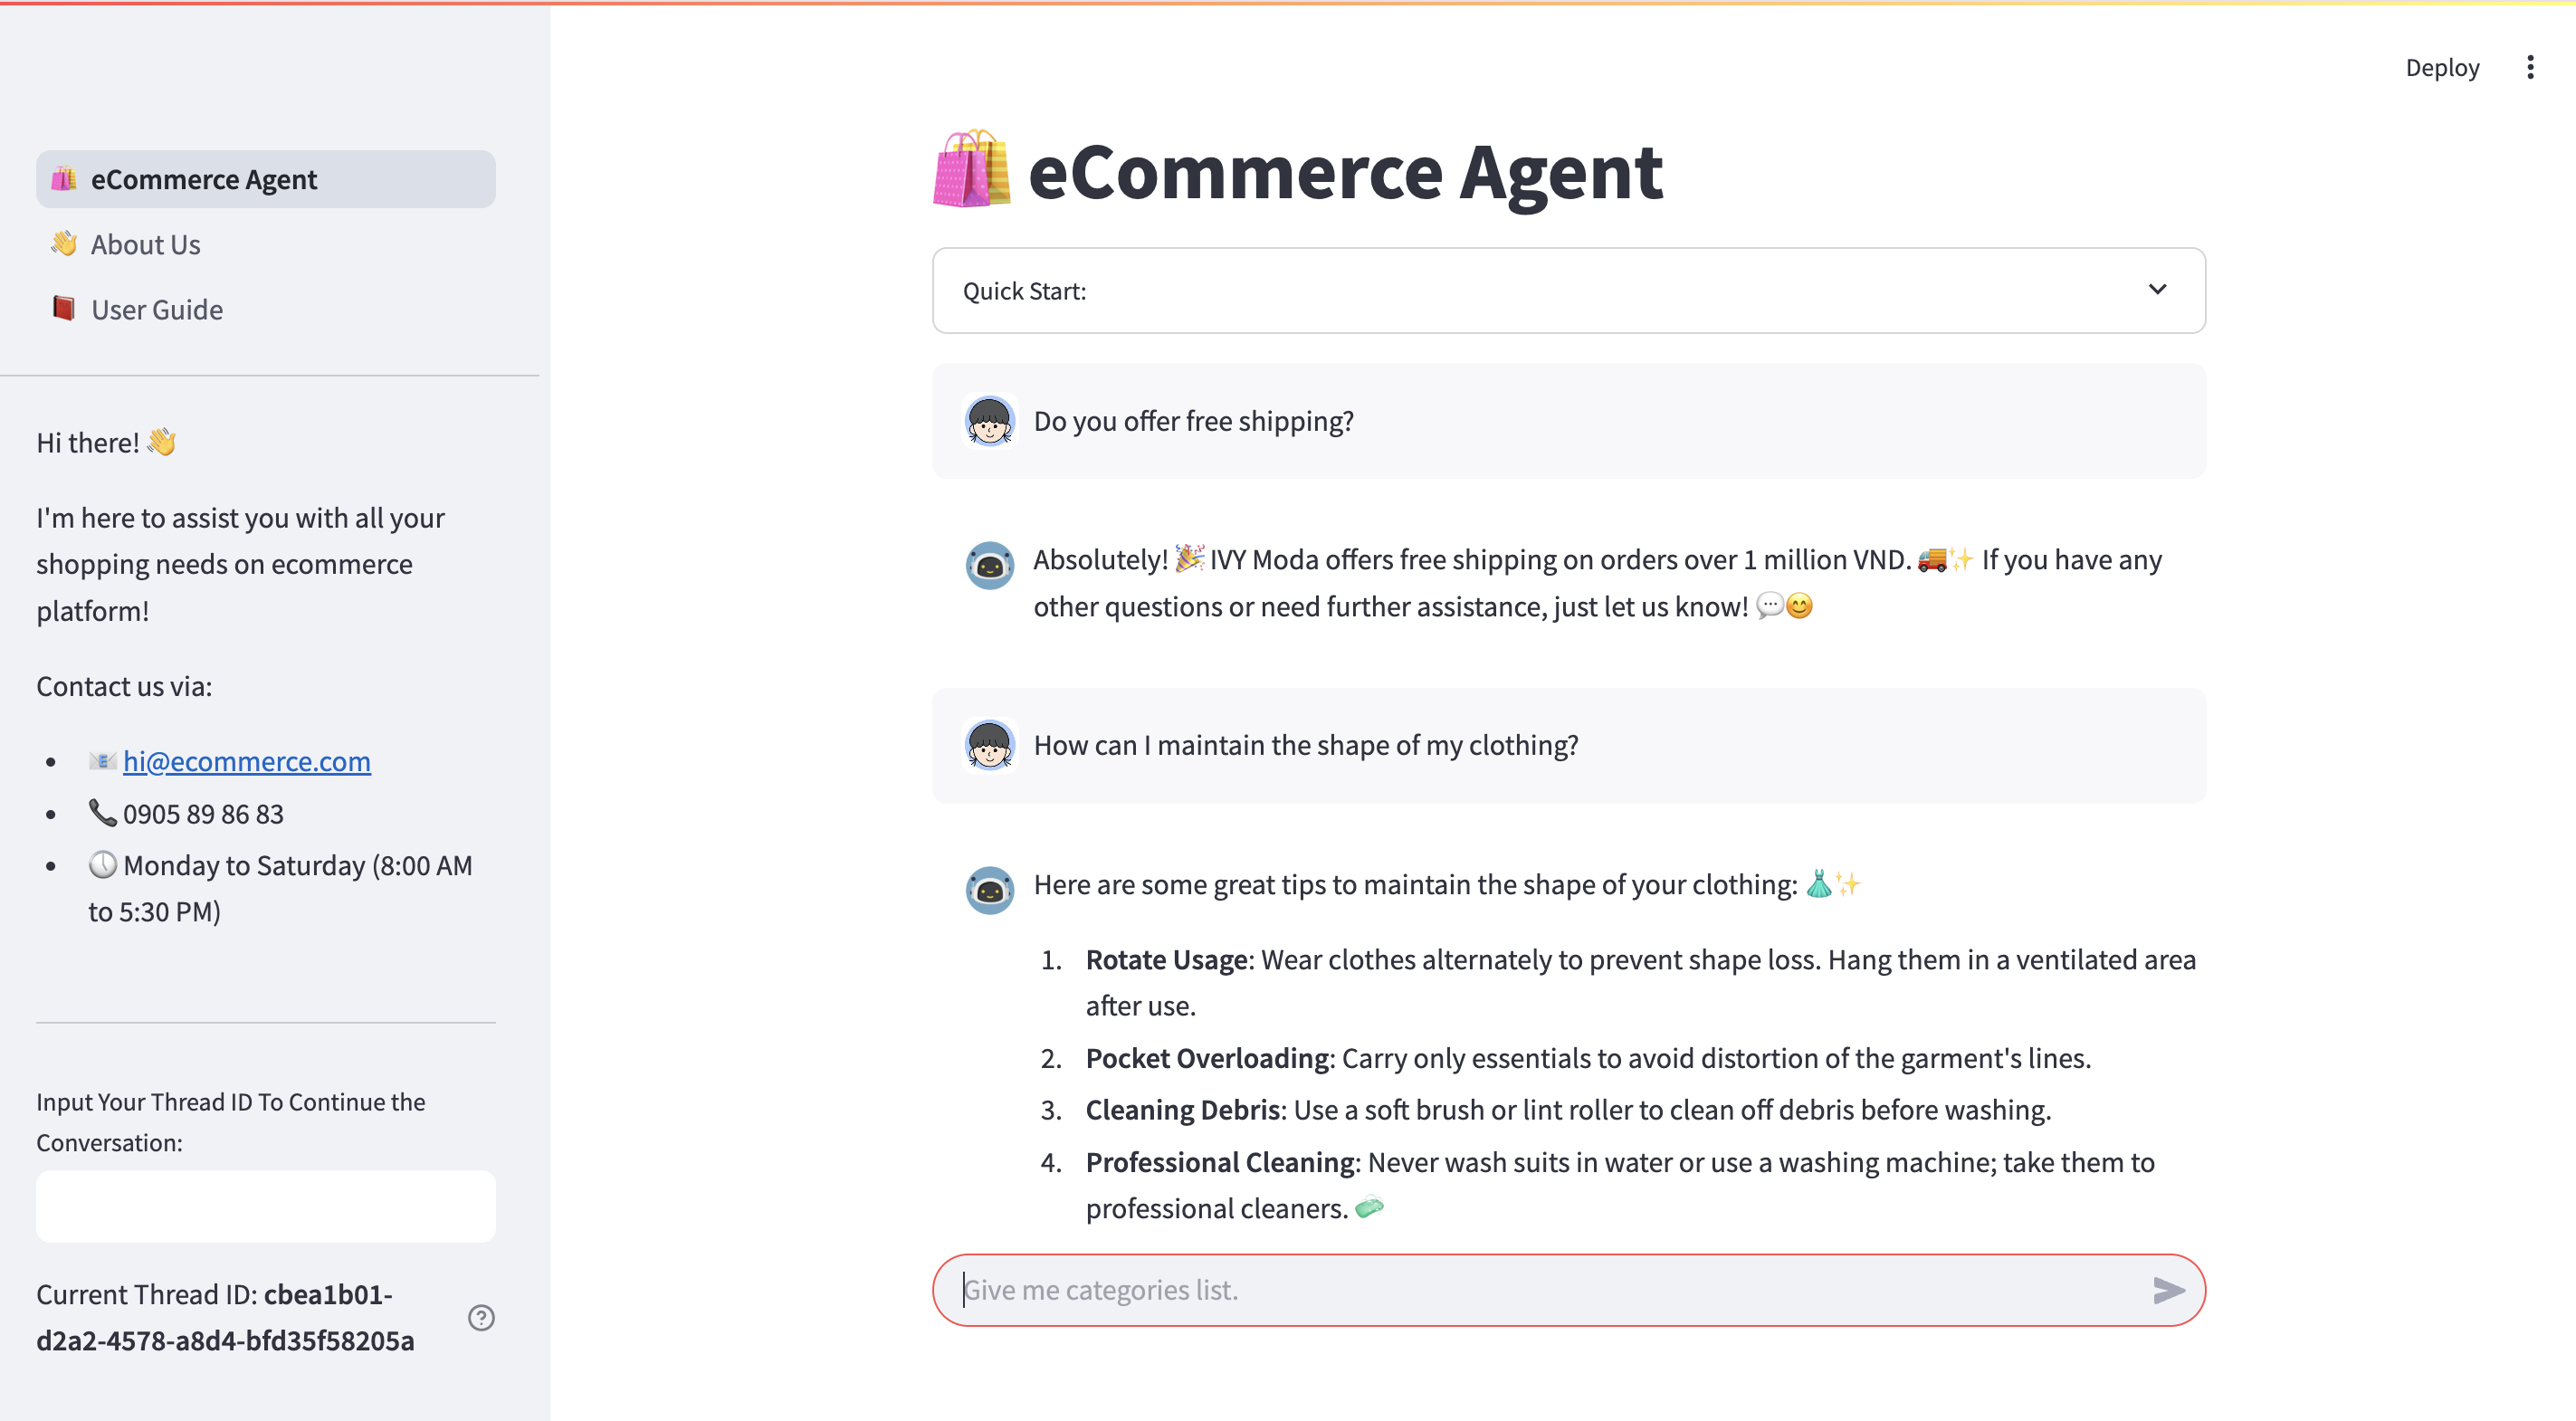 Deploy
🛍️ eCommerce Agent
👋 About Us
📕 User Guide
Hi there! 👋
I'm here to assist you with all your
shopping needs on ecommerce
platform!
Contact us via:
• 📧 hi@ecommerce.com
• 📞 0905 89 86 83
• 🕔 Monday to Saturday (8:00 AM
to 5:30 PM)
Input Your Thread ID To Continue the
Conversation:
Current Thread ID: cbea1b01-
d2a2-4578-a8d4-bfd35f58205a
🛍️ eCommerce Agent
Quick Start:
Do you offer free shipping?
Absolutely! 🎉 IVY Moda offers free shipping on orders over 1 million VND. 🚚✨ If you have any
other questions or need further assistance, just let us know! 💬😊
How can I maintain the shape of my clothing?
Here are some great tips to maintain the shape of your clothing: 👗✨
1. Rotate Usage: Wear clothes alternately to prevent shape loss. Hang them in a ventilated area
after use.
2. Pocket Overloading: Carry only essentials to avoid distortion of the garment's lines.
3. Cleaning Debris: Use a soft brush or lint roller to clean off debris before washing.
4. Professional Cleaning: Never wash suits in water or use a washing machine; take them to
professional cleaners. 🧼
Give me categories list.